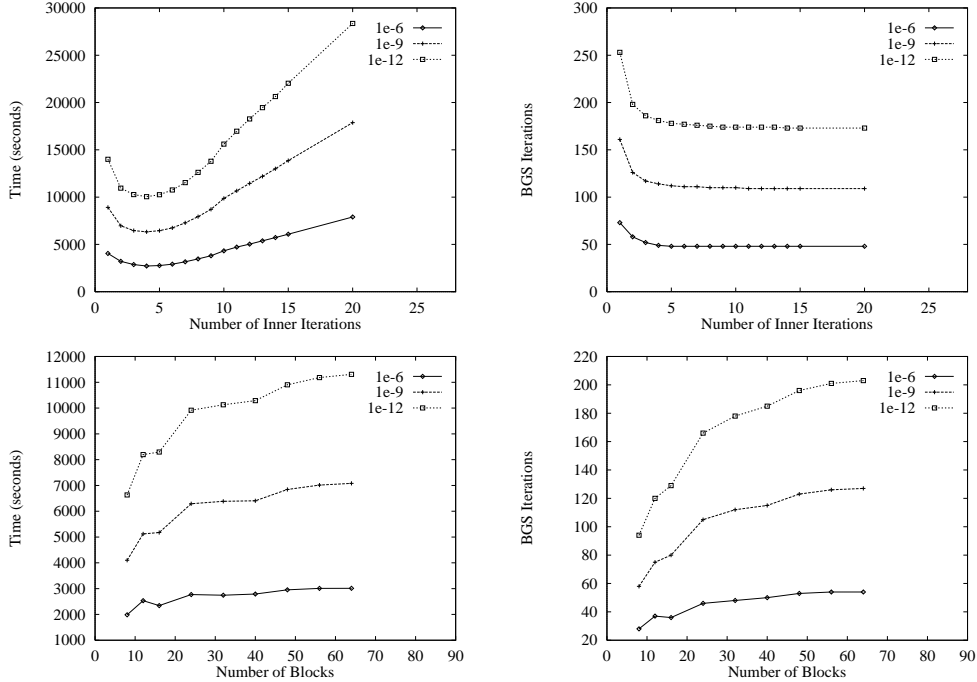 30000
25000
20000
15000
10000
5000
0
0 5 10 15 20 25
Time (seconds)
Number of Inner Iterations
1e-6
1e-9
1e-12
300
250
200
150
100
50
0
0 5 10 15 20 25
BGS Iterations
Number of Inner Iterations
1e-6
1e-9
1e-12
12000
11000
10000
9000
8000
7000
6000
5000
4000
3000
2000
1000
0 10 20 30 40 50 60 70 80 90
Time (seconds)
Number of Blocks
1e-6
1e-9
1e-12
220
200
180
160
140
120
100
80
60
40
20
0 10 20 30 40 50 60 70 80 90
BGS Iterations
Number of Blocks
1e-6
1e-9
1e-12